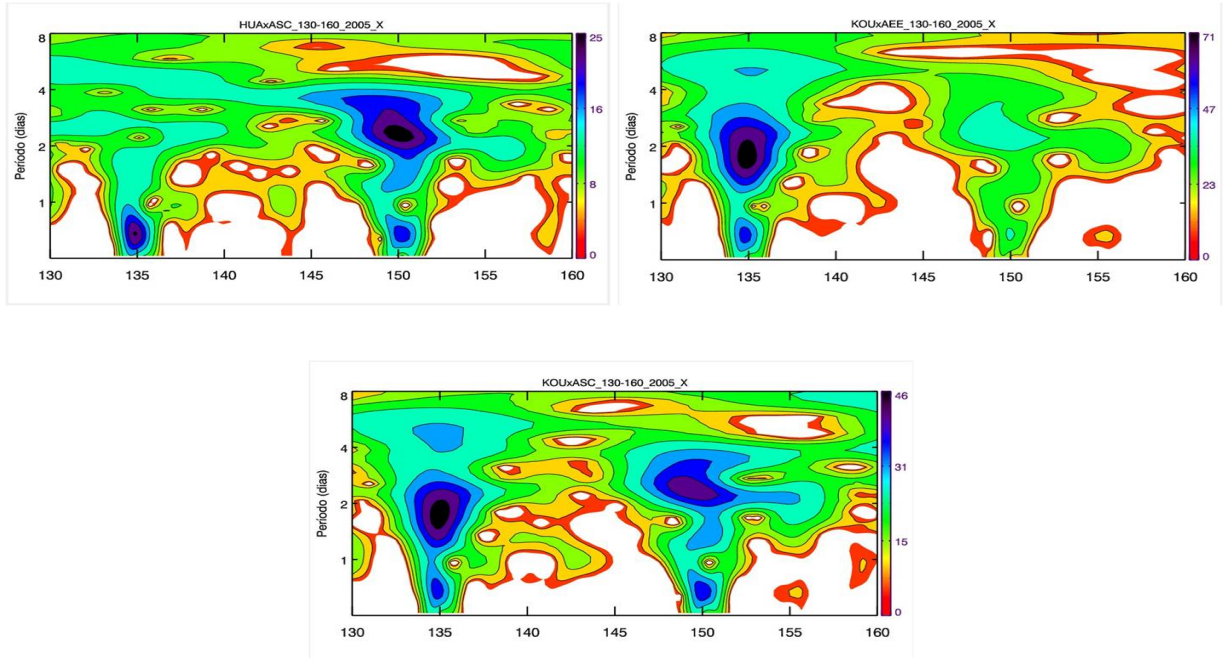 HUAxASC_130-160_2005_X
8
4
2
1
Período (dias)
130 135 140 145 150 155 160
25
16
8
0
KOUxAEE_130-160_2005_X
8
4
2
1
Período (dias)
130 135 140 145 150 155 160
71
47
23
0
KOUxASC_130-160_2005_X
8
4
2
1
Período (dias)
130 135 140 145 150 155 160
46
31
15
0